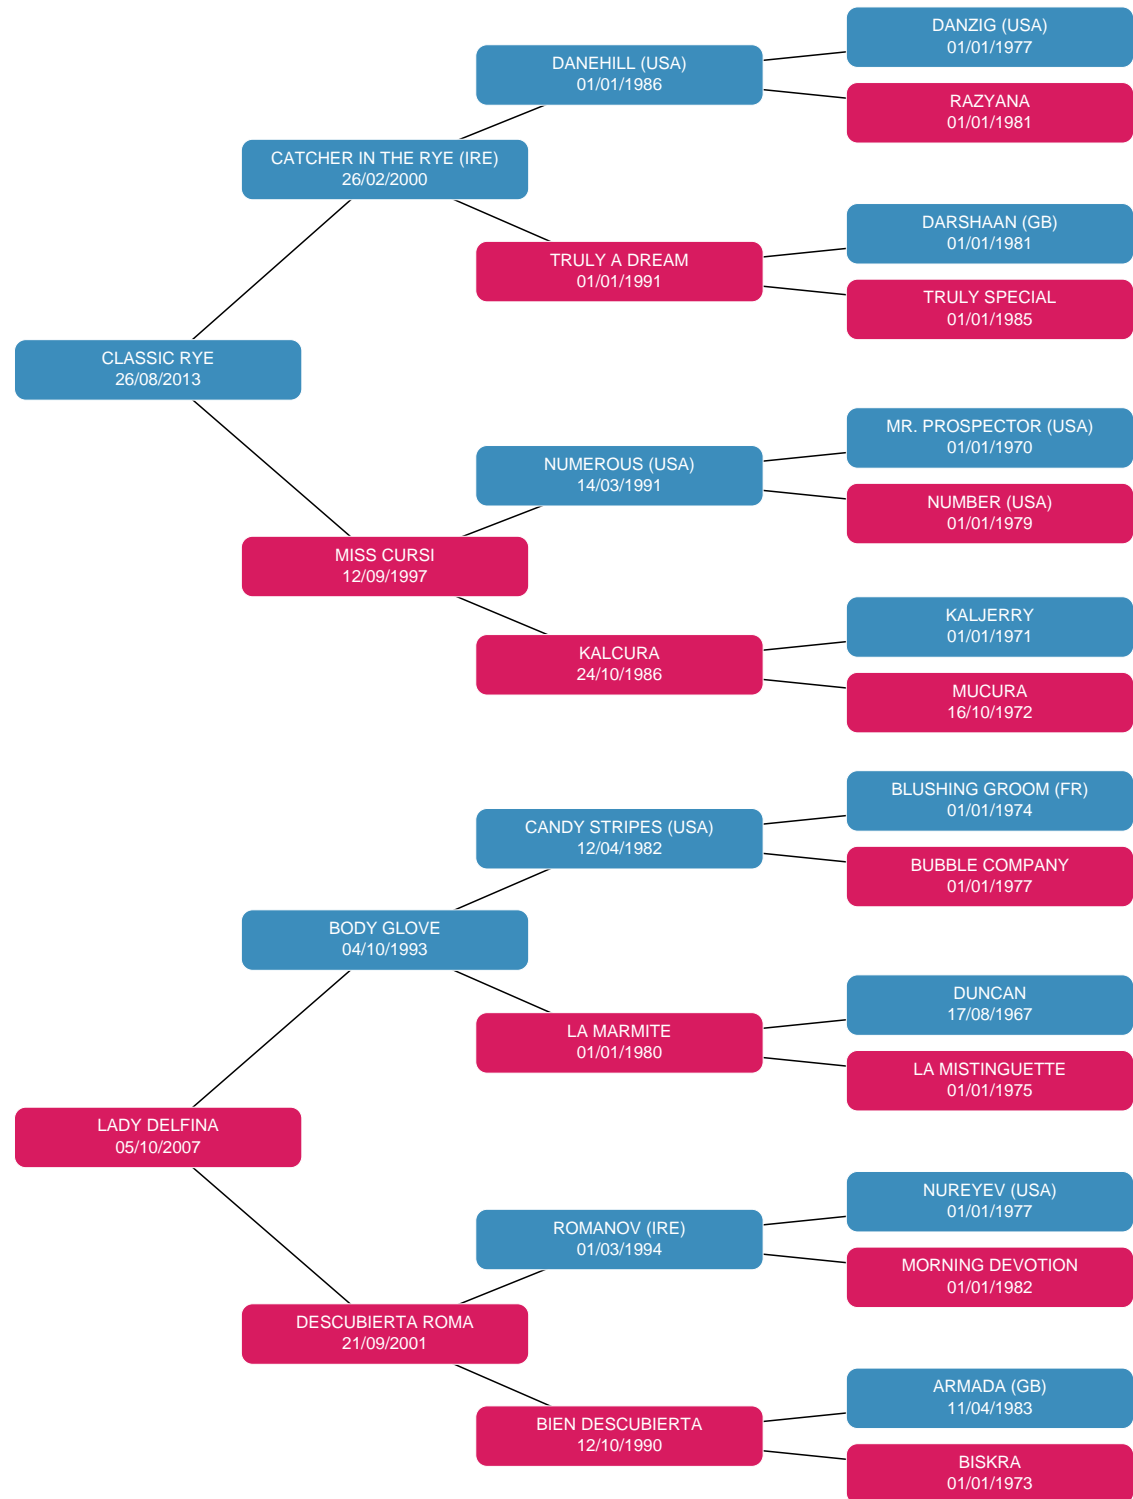 DANZIG (USA)
01/01/1977
DANEHILL (USA)
01/01/1986
RAZYANA
01/01/1981
CATCHER IN THE RYE (IRE)
26/02/2000
DARSHAAN (GB)
01/01/1981
TRULY A DREAM
01/01/1991
TRULY SPECIAL
01/01/1985
CLASSIC RYE
26/08/2013
MR. PROSPECTOR (USA)
01/01/1970
NUMEROUS (USA)
14/03/1991
NUMBER (USA)
01/01/1979
MISS CURSI
12/09/1997
KALJERRY
01/01/1971
KALCURA
24/10/1986
MUCURA
16/10/1972
BLUSHING GROOM (FR)
01/01/1974
CANDY STRIPES (USA)
12/04/1982
BUBBLE COMPANY
01/01/1977
BODY GLOVE
04/10/1993
DUNCAN
17/08/1967
LA MARMITE
01/01/1980
LA MISTINGUETTE
01/01/1975
LADY DELFINA
05/10/2007
NUREYEV (USA)
01/01/1977
ROMANOV (IRE)
01/03/1994
MORNING DEVOTION
01/01/1982
DESCUBIERTA ROMA
21/09/2001
ARMADA (GB)
11/04/1983
BIEN DESCUBIERTA
12/10/1990
BISKRA
01/01/1973